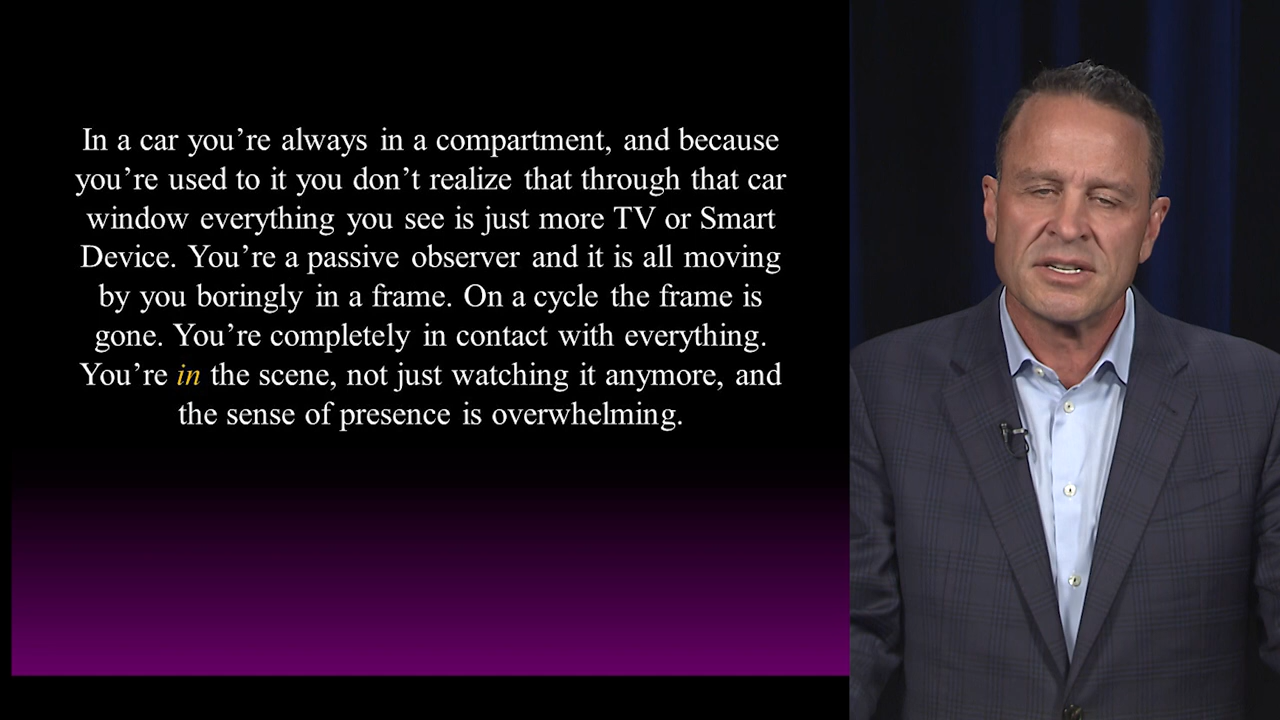 In a car you’re always in a compartment, and because
you’re used to it you don’t realize that through that car
window everything you see is just more TV or Smart
Device. You’re a passive observer and it is all moving
by you boringly in a frame. On a cycle the frame is
gone. You’re completely in contact with everything.
You’re in the scene, not just watching it anymore, and
the sense of presence is overwhelming.